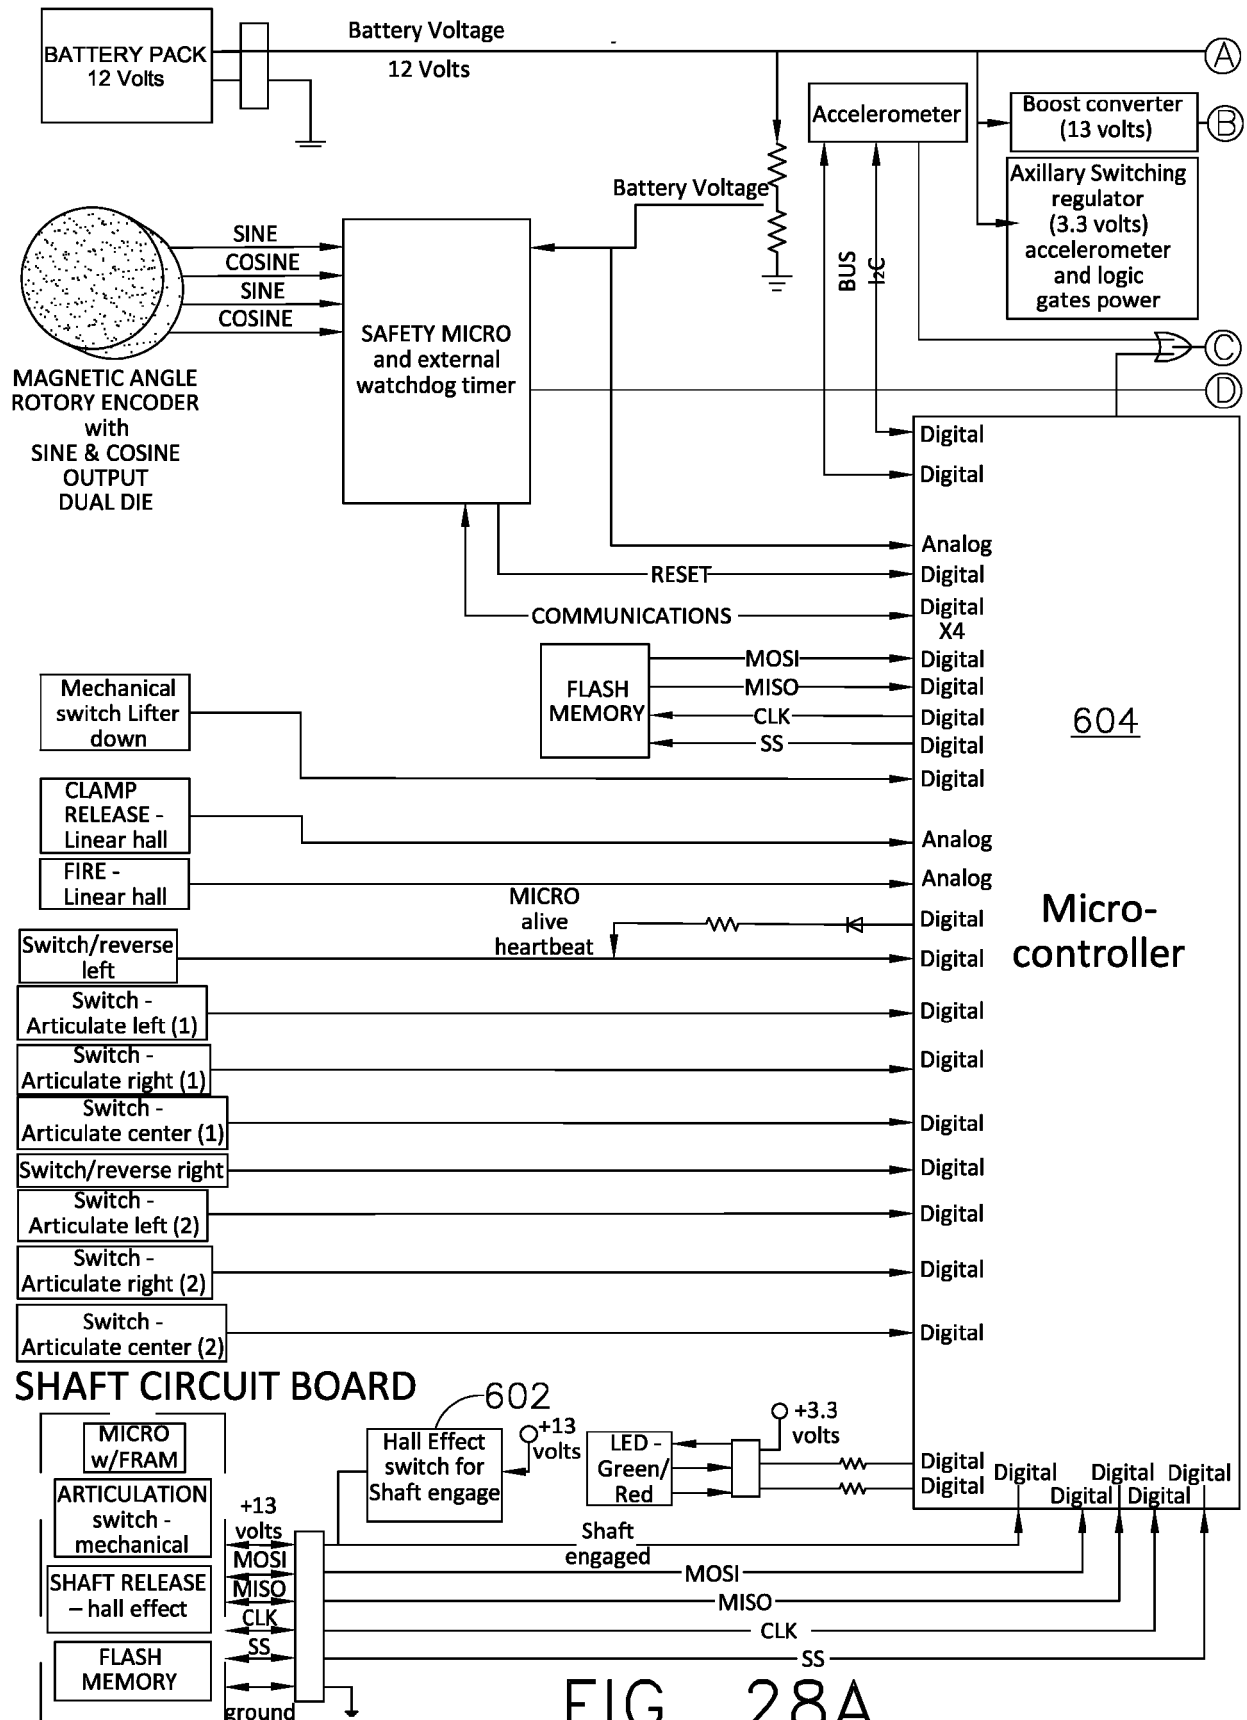 BATTERY PACK
12 Volts
Battery Voltage
12 Volts
A
Accelerometer
Boost converter
(13 volts)
B
Axillary Switching
regulator
(3.3 volts)
accelerometer
and logic
gates power
Battery Voltage
BUS
I2C
SINE
COSINE
SINE
COSINE
SAFETY MICRO
and external
watchdog timer
C
D
MAGNETIC ANGLE
ROTORY ENCODER
with
SINE & COSINE
OUTPUT
DUAL DIE
Digital
Digital
Analog
RESET
Digital
COMMUNICATIONS
Digital
X4
FLASH
MEMORY
MOSI
Digital
MISO
Digital
CLK
Digital
SS
Digital
604
Micro-
controller
Mechanical
switch Lifter
down
Digital
CLAMP
RELEASE -
Linear hall
Analog
FIRE -
Linear hall
Analog
MICRO
alive
heartbeat
Digital
Switch/reverse
left
Digital
Switch -
Articulate left (1)
Digital
Switch -
Articulate right (1)
Digital
Switch -
Articulate center (1)
Digital
Switch/reverse right
Digital
Switch -
Articulate left (2)
Digital
Switch -
Articulate right (2)
Digital
Switch -
Articulate center (2)
Digital
SHAFT CIRCUIT BOARD
MICRO
w/FRAM
ARTICULATION
switch -
mechanical
SHAFT RELEASE
– hall effect
FLASH
MEMORY
+13
volts
MOSI
MISO
CLK
SS
ground
602
Hall Effect
switch for
Shaft engage
+13
volts
LED -
Green/
Red
+3.3
volts
Digital
Digital
Digital
Digital
Digital
Digital
Digital
Shaft
engaged
MOSI
MISO
CLK
SS
FIG. 28A